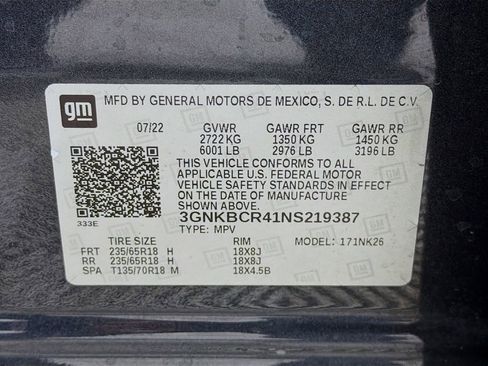 gm
MFD BY GENERAL MOTORS DE MEXICO, S. DE R.L. DE C.V.
07/22 GVWR GAWR FRT GAWR RR
2722 KG 1350 KG 1450 KG
6001 LB 2976 LB 3196 LB
THIS VEHICLE CONFORMS TO ALL
APPLICABLE U.S. FEDERAL MOTOR
VEHICLE SAFETY STANDARDS IN EFFECT
ON THE DATE OF MANUFACTURE
SHOWN ABOVE.
3GNKBCR41NS219387
333E TYPE: MPV
TIRE SIZE RIM MODEL: 171NK26
FRT 235/65R18 H 18X8J
RR 235/65R18 H 18X8J
SPA T135/70R18 M 18X4.5B